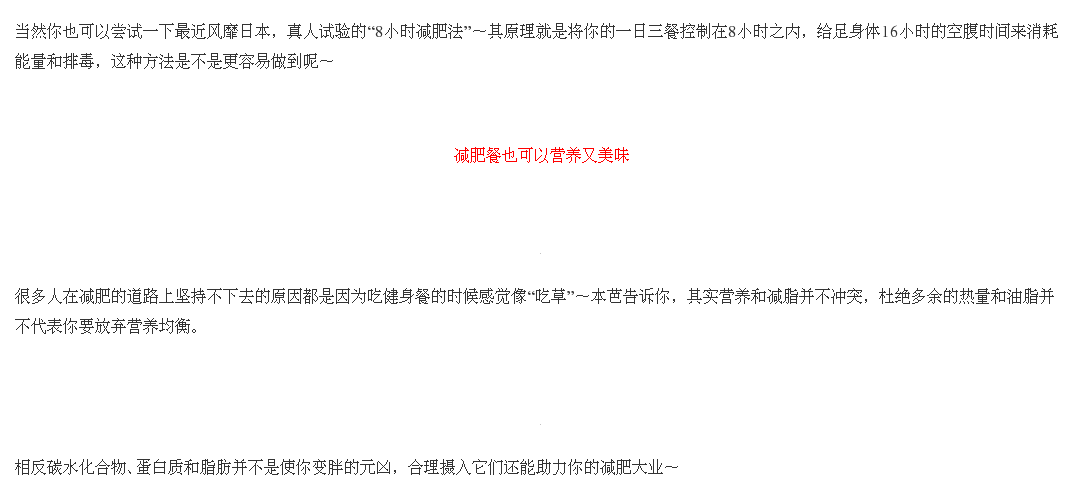 当然你也可以尝试一下最近风靡日本，真人试验的“8小时减肥法”～其原理就是将你的一日三餐控制在8小时之内，给足身体16小时的空腹时间来消耗
能量和排毒，这种方法是不是更容易做到呢～
减肥餐也可以营养又美味
很多人在减肥的道路上坚持不下去的原因都是因为吃健身餐的时候感觉像“吃草”～本芭告诉你，其实营养和减脂并不冲突，杜绝多余的热量和油脂并
不代表你要放弃营养均衡。
相反碳水化合物、蛋白质和脂肪并不是使你变胖的元凶，合理摄入它们还能助力你的减肥大业～